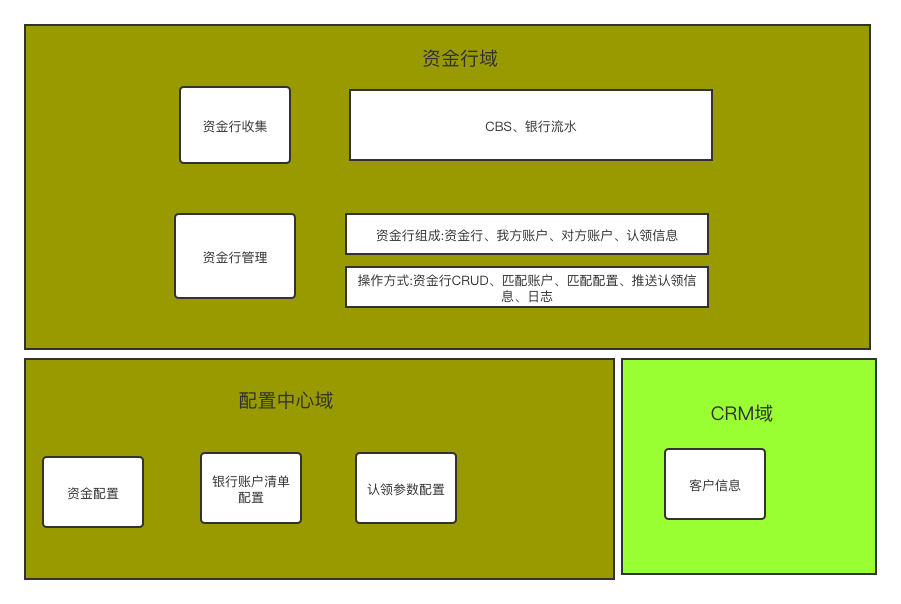 资金行域
资金行收集
CBS、银行流水
资金行管理
资金行组成:资金行、我方账户、对方账户、认领信息
操作方式:资金行CRUD、匹配账户、匹配配置、推送认领信
息、日志
配置中心域
资金配置
银行账户清单
配置
认领参数配置
CRM域
客户信息